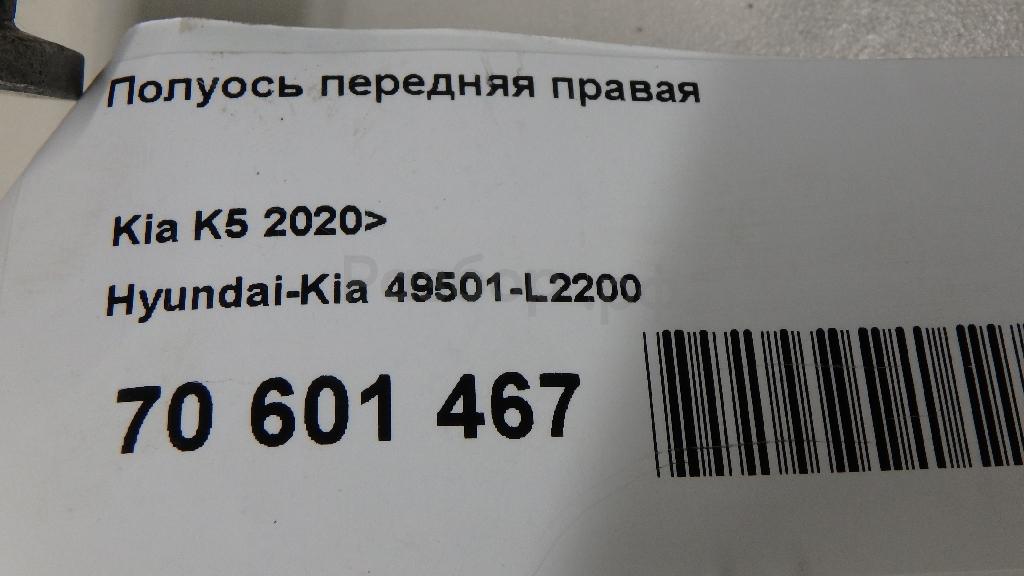 Полуось передняя правая
Kia K5 2020>
Hyundai-Kia 49501-L2200
70 601 467